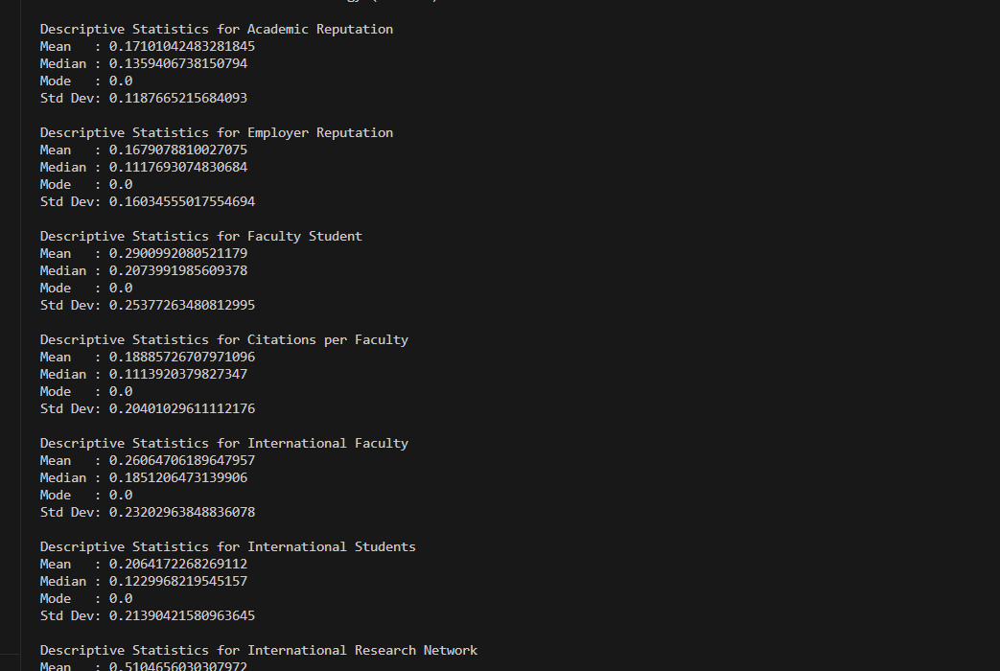 Descriptive Statistics for Academic Reputation
Mean   : 0.17101042483281845
Median : 0.1359406738150794
Mode   : 0.0
Std Dev: 0.1187665215684093
Descriptive Statistics for Employer Reputation
Mean   : 0.1679078810027075
Median : 0.1117693074830684
Mode   : 0.0
Std Dev: 0.16034555017554694
Descriptive Statistics for Faculty Student
Mean   : 0.2900992080521179
Median : 0.2073991985609378
Mode   : 0.0
Std Dev: 0.25377263480812995
Descriptive Statistics for Citations per Faculty
Mean   : 0.18885726707971096
Median : 0.1113920379827347
Mode   : 0.0
Std Dev: 0.20401029611112176
Descriptive Statistics for International Faculty
Mean   : 0.26064706189647957
Median : 0.1851206473139906
Mode   : 0.0
Std Dev: 0.23202963848836078
Descriptive Statistics for International Students
Mean   : 0.2064172268269112
Median : 0.1229968219545157
Mode   : 0.0
Std Dev: 0.21390421580963645
Descriptive Statistics for International Research Network
Mean   : 0.5104656030307972